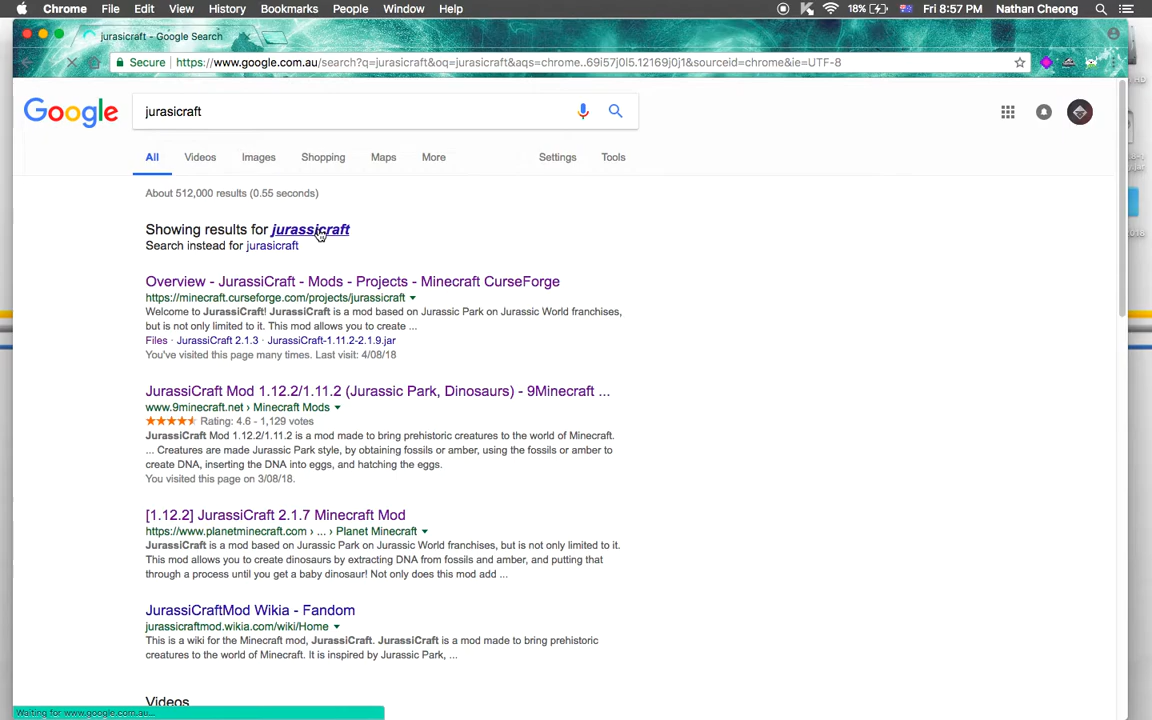 Chrome File Edit View History Bookmarks People Window Help 18% Fri 8:57 PM Nathan Cheong
jurasicraft - Google Search
Secure https://www.google.com.au/search?q=jurasicraft&oq=jurasicraft&aqs=chrome..69i57j0l5.12169j0j1&sourceid=chrome&ie=UTF-8
Google jurasicraft
All Videos Images Shopping Maps More Settings Tools
About 512,000 results (0.55 seconds)
Showing results for jurassicraft
Search instead for jurasicraft
Overview - JurassiCraft - Mods - Projects - Minecraft CurseForge
https://minecraft.curseforge.com/projects/jurassicraft
Welcome to JurassiCraft! JurassiCraft is a mod based on Jurassic Park on Jurassic World franchises,
but is not only limited to it. This mod allows you to create ...
Files · JurassiCraft 2.1.3 · JurassiCraft-1.11.2-2.1.9.jar
You've visited this page many times. Last visit: 4/08/18
JurassiCraft Mod 1.12.2/1.11.2 (Jurassic Park, Dinosaurs) - 9Minecraft ...
www.9minecraft.net › Minecraft Mods
Rating: 4.6 - 1,129 votes
JurassiCraft Mod 1.12.2/1.11.2 is a mod made to bring prehistoric creatures to the world of Minecraft.
... Creatures are made Jurassic Park style, by obtaining fossils or amber, using the fossils or amber to
create DNA, inserting the DNA into eggs, and hatching the eggs.
You visited this page on 3/08/18.
[1.12.2] JurassiCraft 2.1.7 Minecraft Mod
https://www.planetminecraft.com › ... › Planet Minecraft
JurassiCraft is a mod based on Jurassic Park on Jurassic World franchises, but is not only limited to it.
This mod allows you to create dinosaurs by extracting DNA from fossils and amber, and putting that
through a process until you get a baby dinosaur! Not only does this mod add ...
JurassiCraftMod Wikia - Fandom
jurassicraftmod.wikia.com/wiki/Home
This is a wiki for the Minecraft mod, JurassiCraft. JurassiCraft is a mod made to bring prehistoric
creatures to the world of Minecraft. It is inspired by Jurassic Park, ...
Videos
Waiting for www.google.com.au...